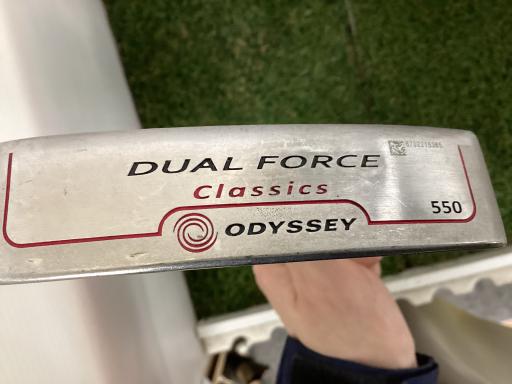 DUAL FORCE
Classics
550
ODYSSEY